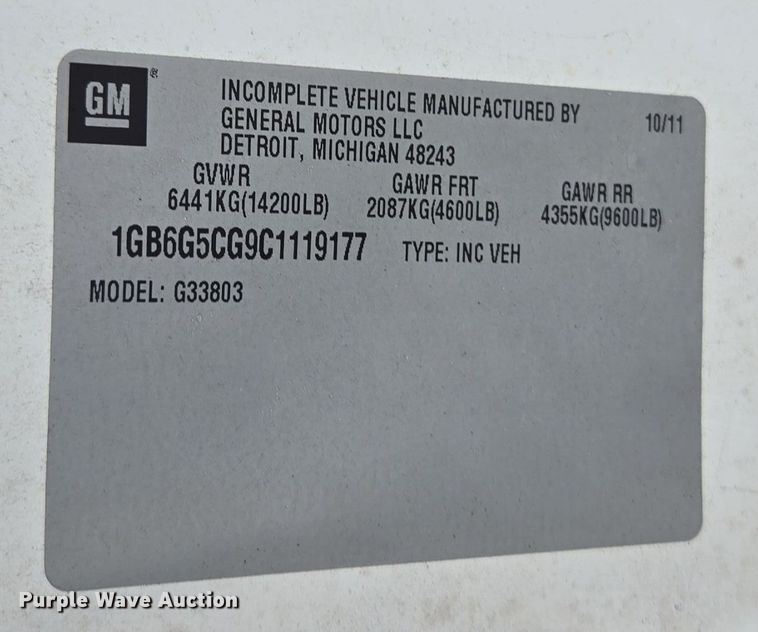 GM ®
INCOMPLETE VEHICLE MANUFACTURED BY
GENERAL MOTORS LLC
DETROIT, MICHIGAN 48243
10/11
GVWR GAWR FRT GAWR RR
6441KG(14200LB) 2087KG(4600LB) 4355KG(9600LB)
1GB6G5CG9C1119177 TYPE: INC VEH
MODEL: G33803
Purple Wave Auction